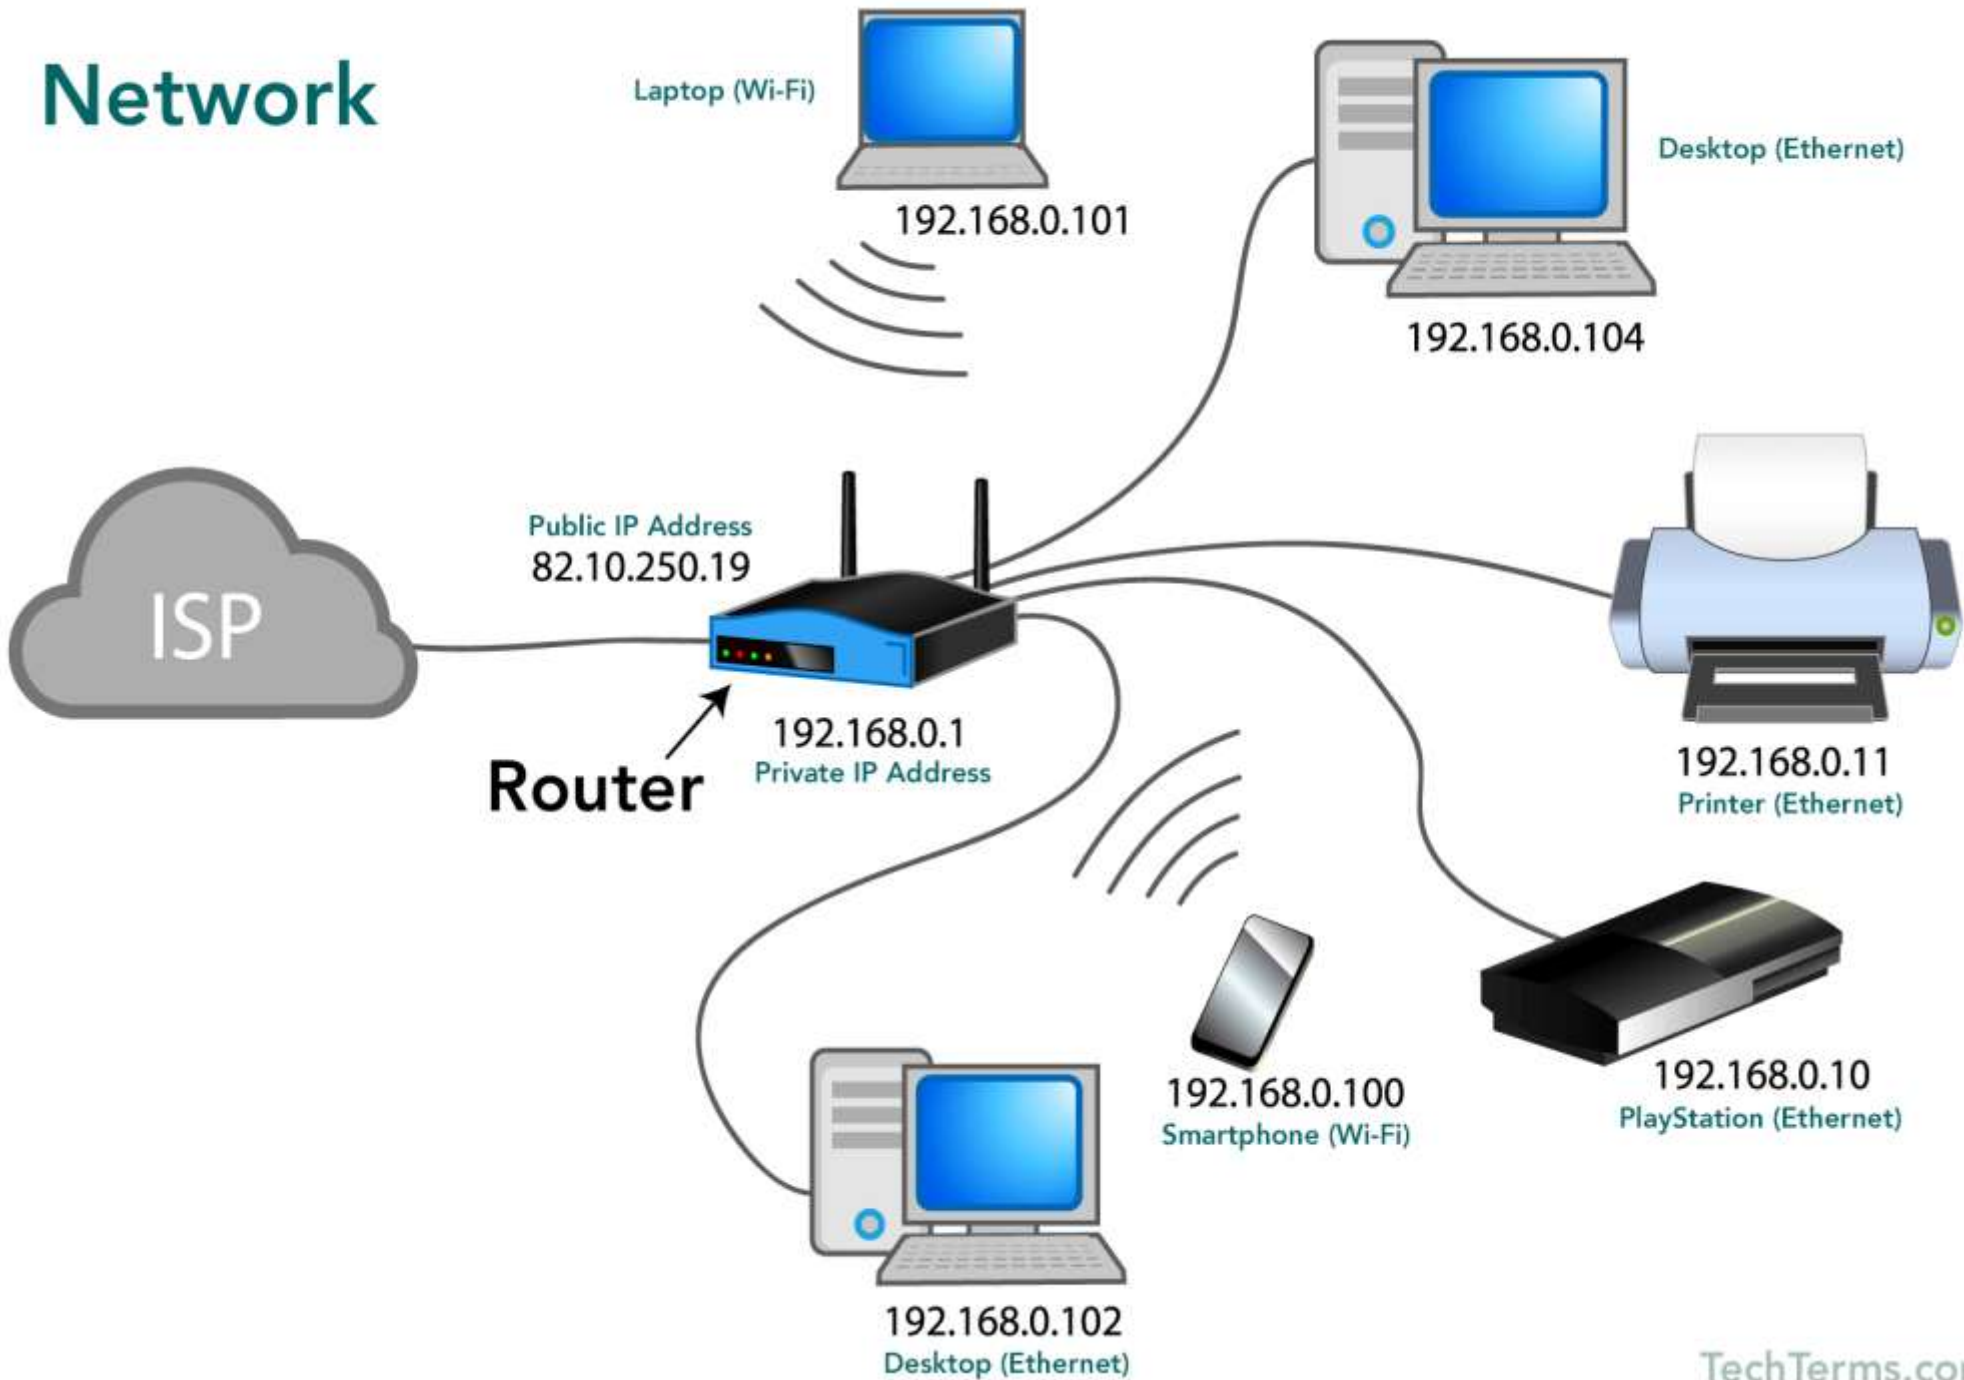 Network
Laptop (Wi-Fi)
192.168.0.101
Desktop (Ethernet)
192.168.0.104
Public IP Address
82.10.250.19
ISP
Router
192.168.0.1
Private IP Address
192.168.0.11
Printer (Ethernet)
192.168.0.100
Smartphone (Wi-Fi)
192.168.0.10
PlayStation (Ethernet)
192.168.0.102
Desktop (Ethernet)